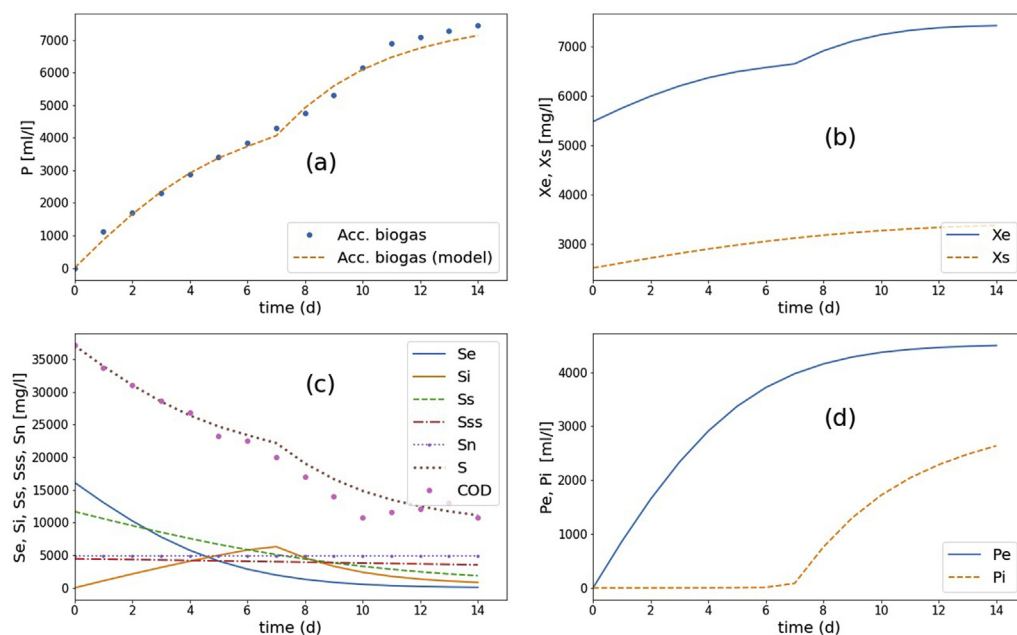 7000
6000
5000
4000
3000
2000
1000
0
P [ml/l]
(a)
Acc. biogas
Acc. biogas (model)
0 2 4 6 8 10 12 14
time (d)
7000
6000
5000
4000
3000
Xe, Xs [mg/l]
(b)
Xe
Xs
0 2 4 6 8 10 12 14
time (d)
35000
30000
25000
20000
15000
10000
5000
0
Se, Si, Ss, Sss, Sn [mg/l]
(c)
Se
Si
Ss
Sss
Sn
S
COD
0 2 4 6 8 10 12 14
time (d)
4000
3000
2000
1000
0
Pe, Pi [ml/l]
(d)
Pe
Pi
0 2 4 6 8 10 12 14
time (d)